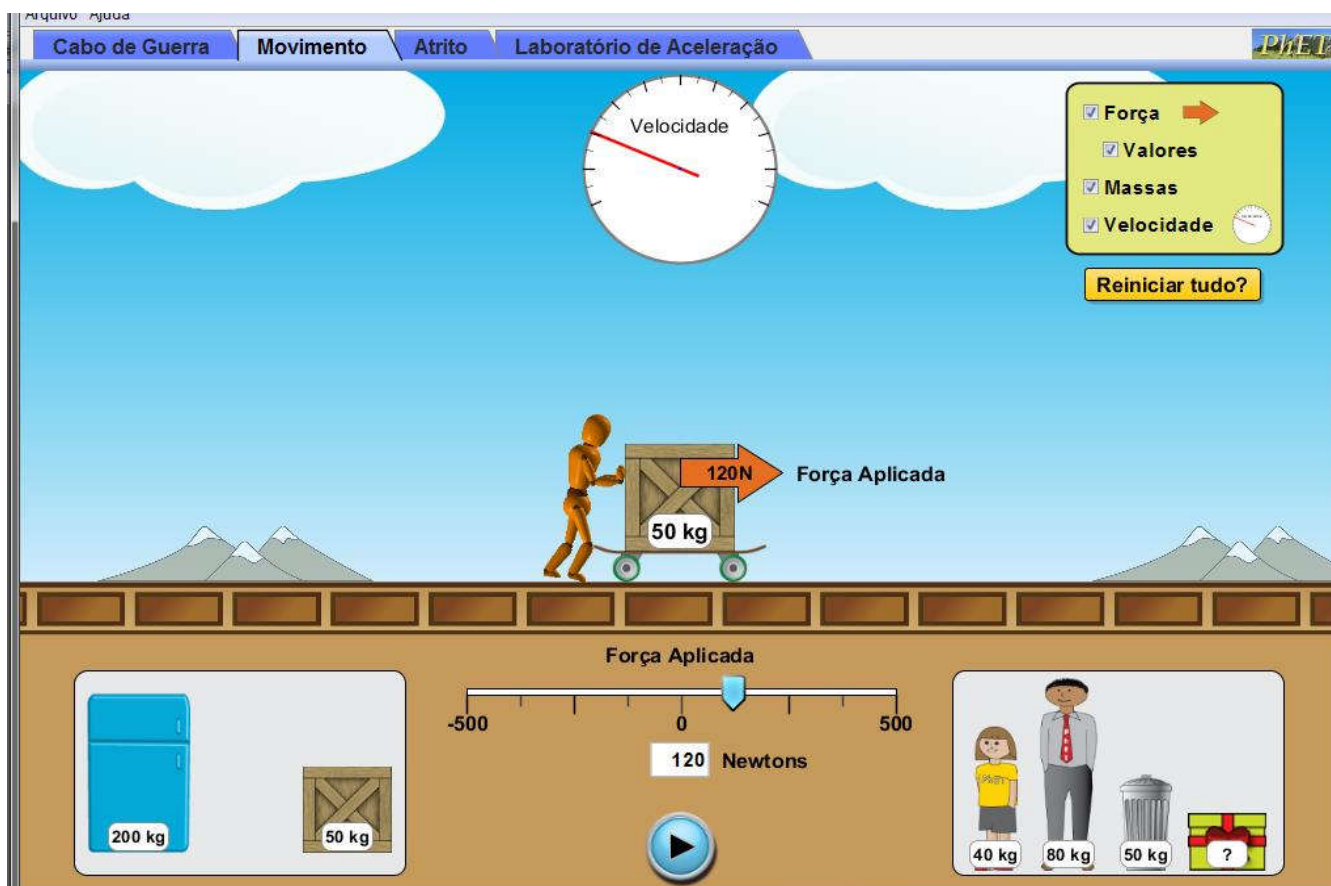 Arquivo Ajuda
Cabo de Guerra Movimento Atrito Laboratório de Aceleração PhET
Velocidade
Força
Valores
Massas
Velocidade
Reiniciar tudo?
120N Força Aplicada
50 kg
Força Aplicada
-500 0 500
120 Newtons
200 kg 50 kg
PhET
40 kg 80 kg 50 kg ?